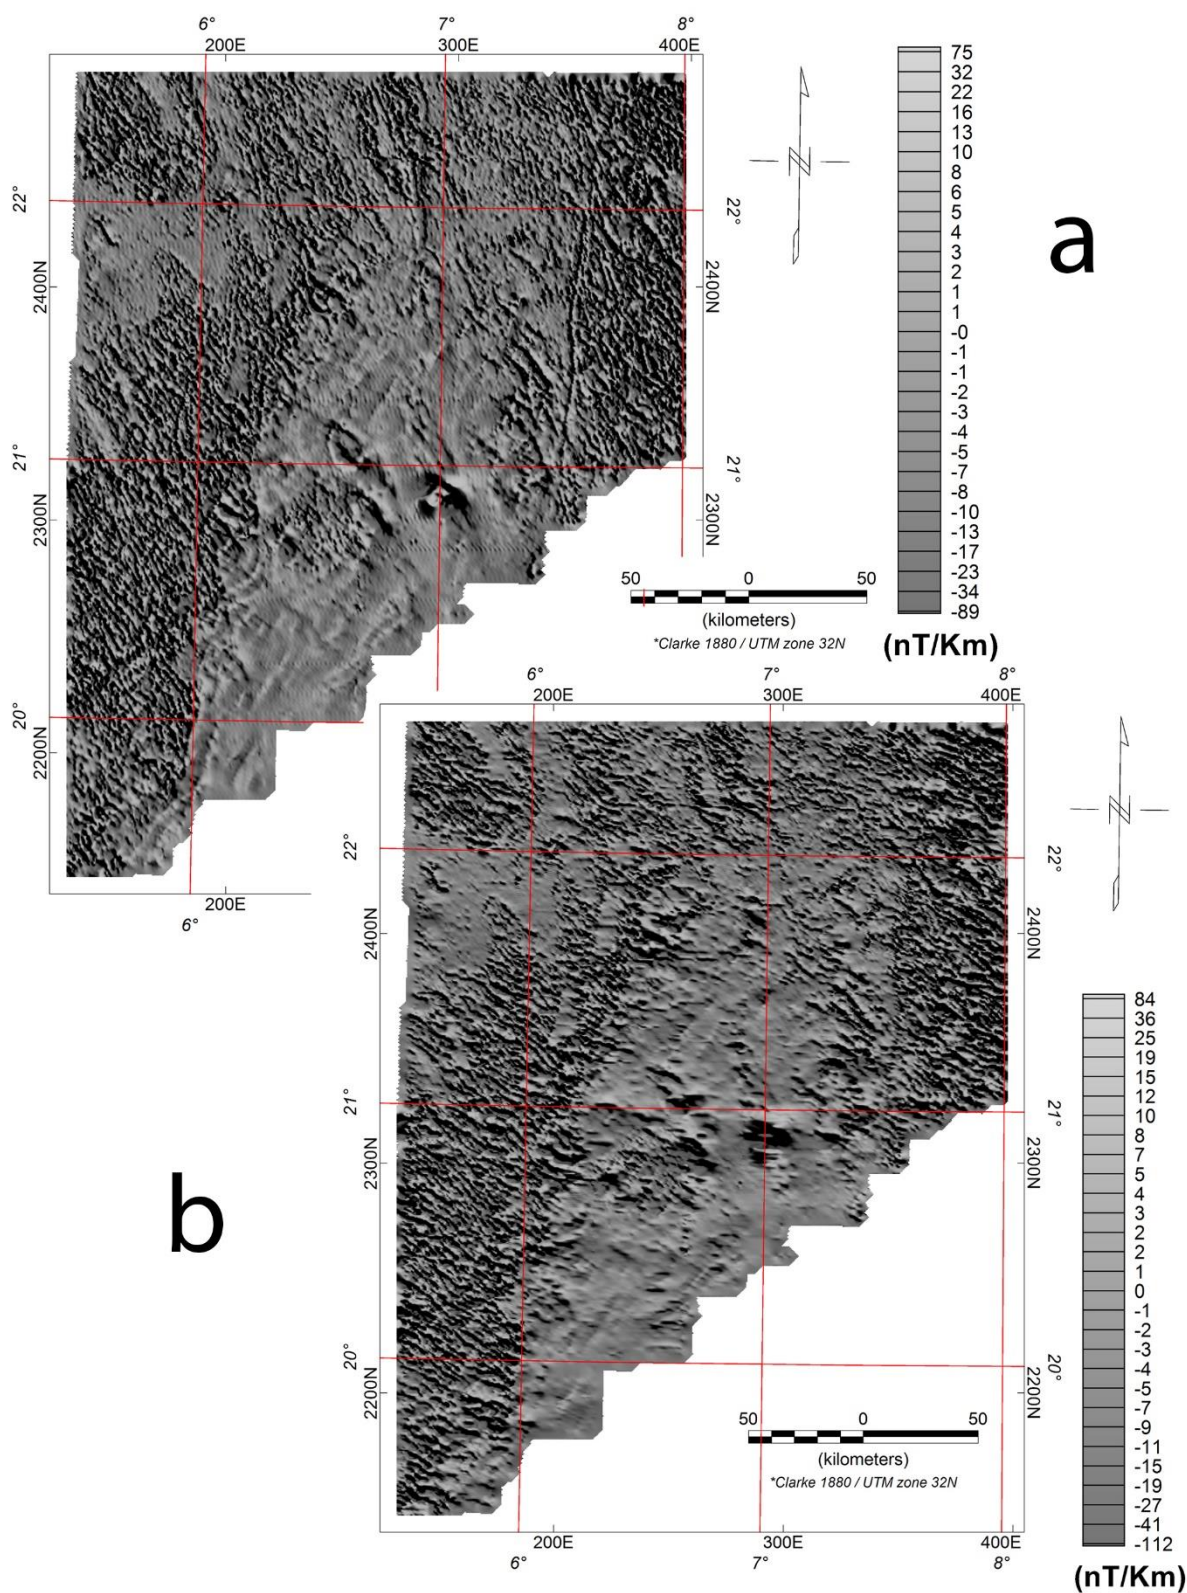 6° 7° 8°
200E 300E 400E
22° 22°
2400N 2400N
21° 21°
2300N 2300N
20°
2200N
200E
6°
N
a
75
32
22
16
13
10
8
6
5
4
3
2
1
1
-0
-1
-1
-2
-3
-4
-5
-7
-8
-10
-13
-17
-23
-34
-89
(nT/Km)
50 0 50
(kilometers)
*Clarke 1880 / UTM zone 32N
6° 7° 8°
200E 300E 400E
22° 22°
2400N 2400N
21° 21°
2300N 2300N
20° 20°
2200N 2200N
200E 300E 400E
6° 7° 8°
N
b
84
36
25
19
15
12
10
8
7
5
4
3
2
2
1
0
-1
-2
-3
-4
-5
-7
-9
-11
-15
-19
-27
-41
-112
(nT/Km)
50 0 50
(kilometers)
*Clarke 1880 / UTM zone 32N